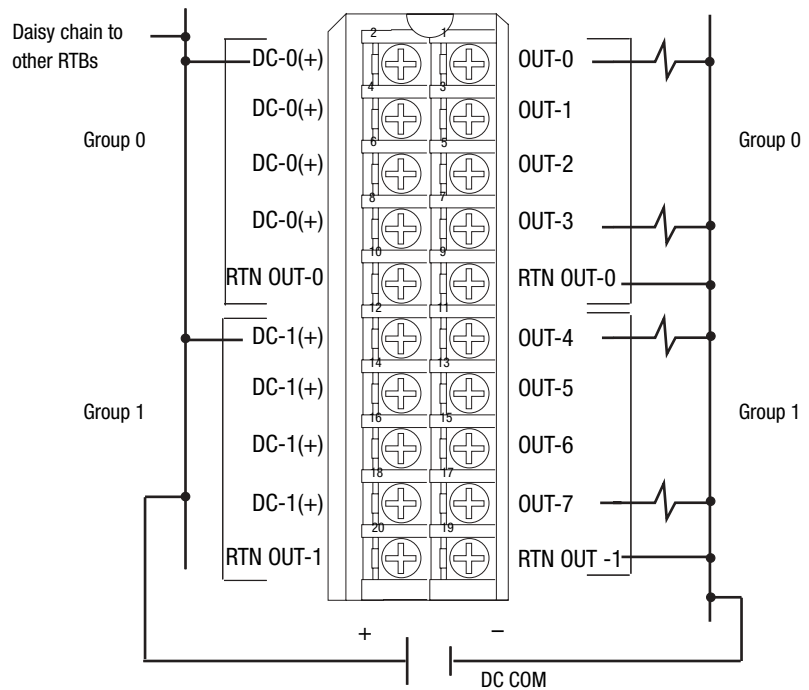 Daisy chain to
other RTBs
2 1
DC-0(+) OUT-0
4 3
DC-0(+) OUT-1
Group 0 Group 0
6 5
DC-0(+) OUT-2
8 7
DC-0(+) OUT-3
10 9
RTN OUT-0 RTN OUT-0
12 11
DC-1(+) OUT-4
14 13
DC-1(+) OUT-5
Group 1 Group 1
16 15
DC-1(+) OUT-6
18 17
DC-1(+) OUT-7
20 19
RTN OUT-1 RTN OUT -1
+ –
DC COM